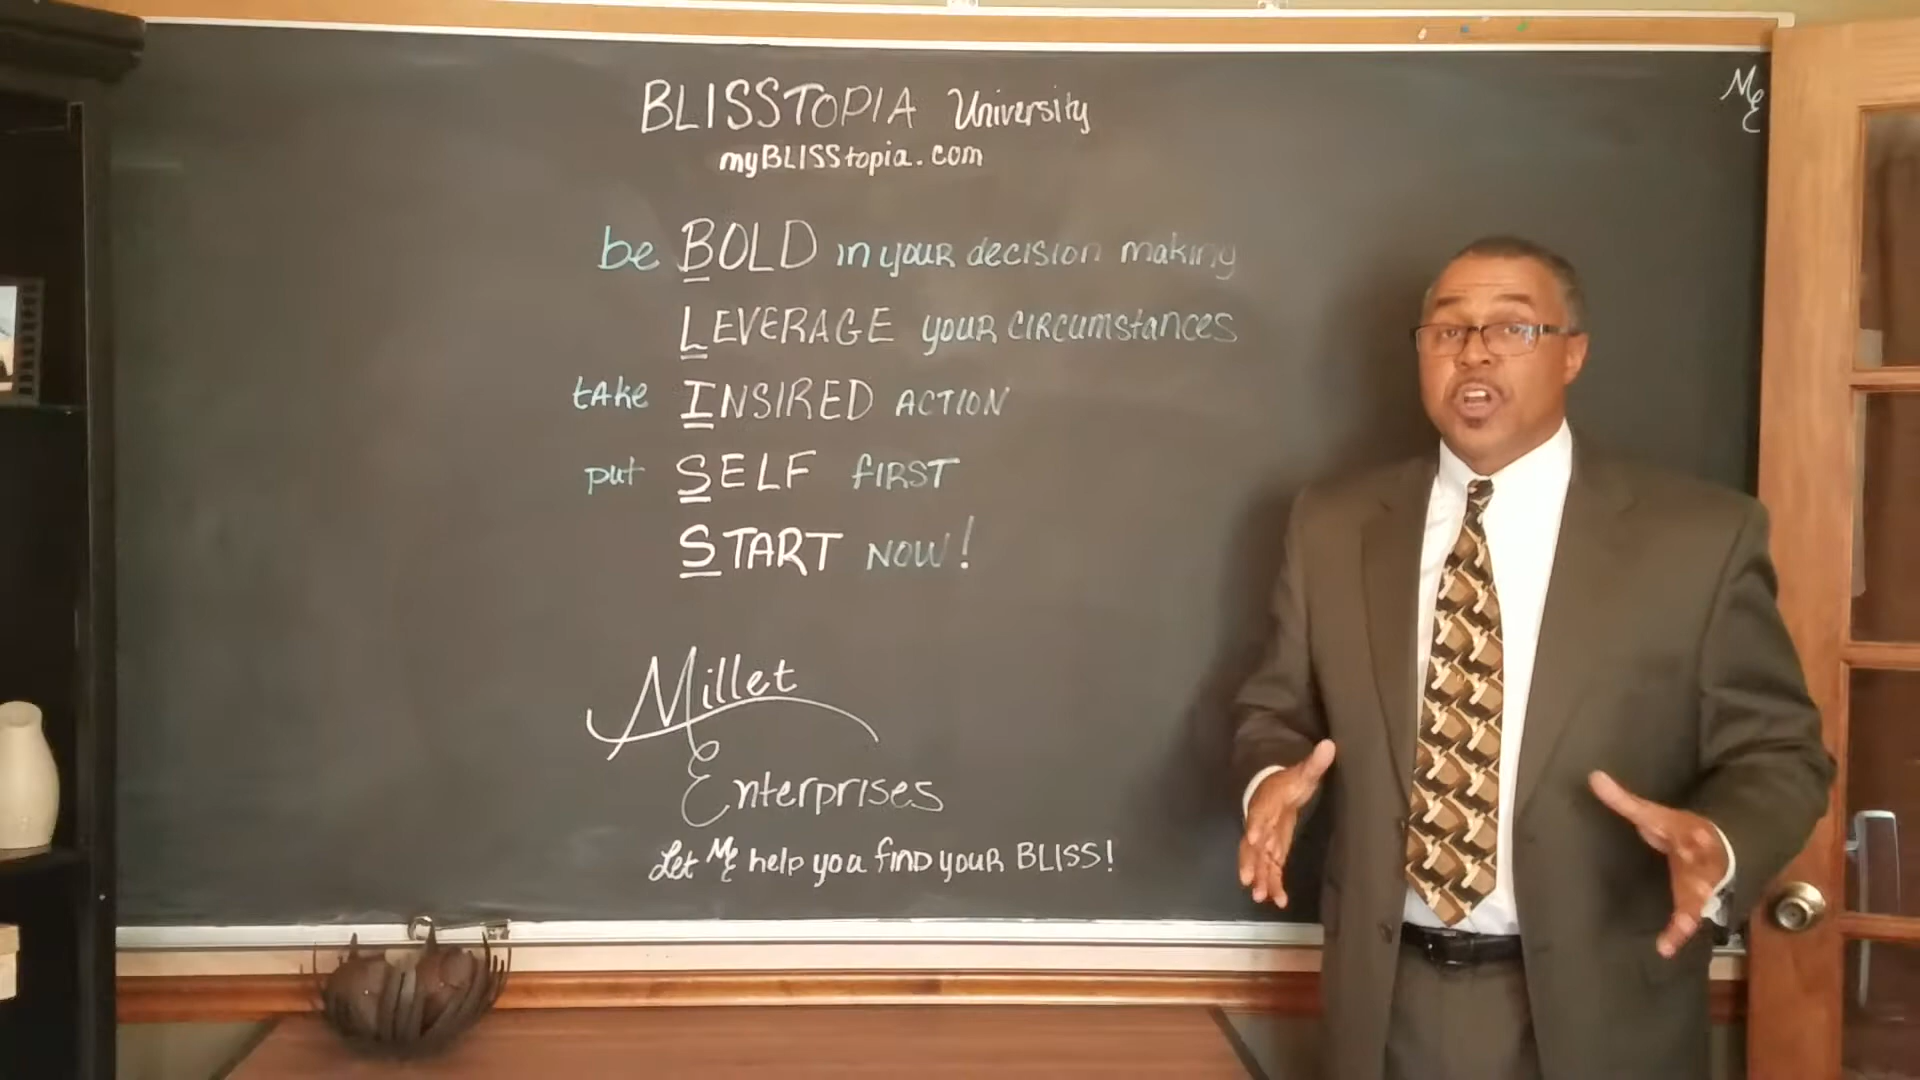 BLISSTOPIA University
myBLISStopia.com
ME
be BOLD in your decision making
LEVERAGE your circumstances
take INSIRED ACTION
put SELF first
START NOW!
Millet
Enterprises
Let ME help you find your BLISS!